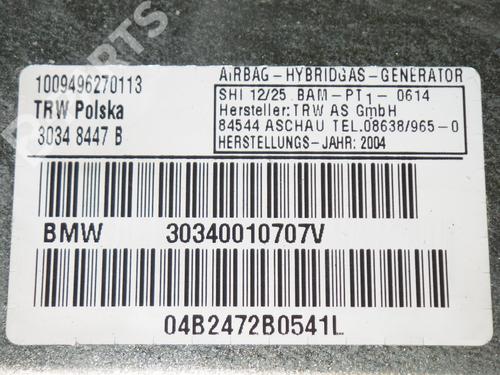 1009496270113
TRW Polska
3034 8447 B
AIRBAG-HYBRIDGAS-GENERATOR
SHI 12/25 BAM-PT1-0614
Hersteller:TRW AS GmbH
84544 ASCHAU TEL.08638/965-0
HERSTELLUNGS-JAHR: 2004
BMW 30340010707V
04B2472B0541L